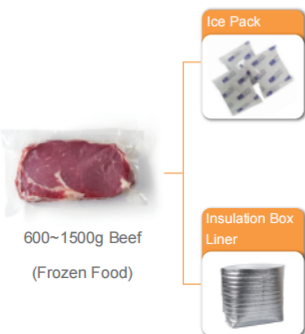 Ice Pack
600~1500g Beef
(Frozen Food)
Insulation Box
Liner